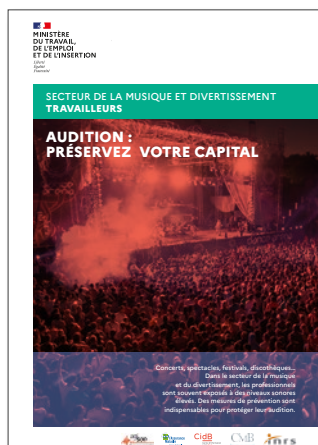 MINISTÈRE
DU TRAVAIL,
DE L'EMPLOI
ET DE L'INSERTION
Liberté
Égalité
Fraternité
SECTEUR DE LA MUSIQUE ET DIVERTISSEMENT
TRAVAILLEURS
AUDITION :
PRÉSERVEZ VOTRE CAPITAL
Concerts, spectacles, festivals, discothèques...
Dans le secteur de la musique
et du divertissement, les professionnels
sont souvent exposés à des niveaux sonores
élevés. Des mesures de prévention sont
indispensables pour protéger leur audition.
CidB
CMB
inrs